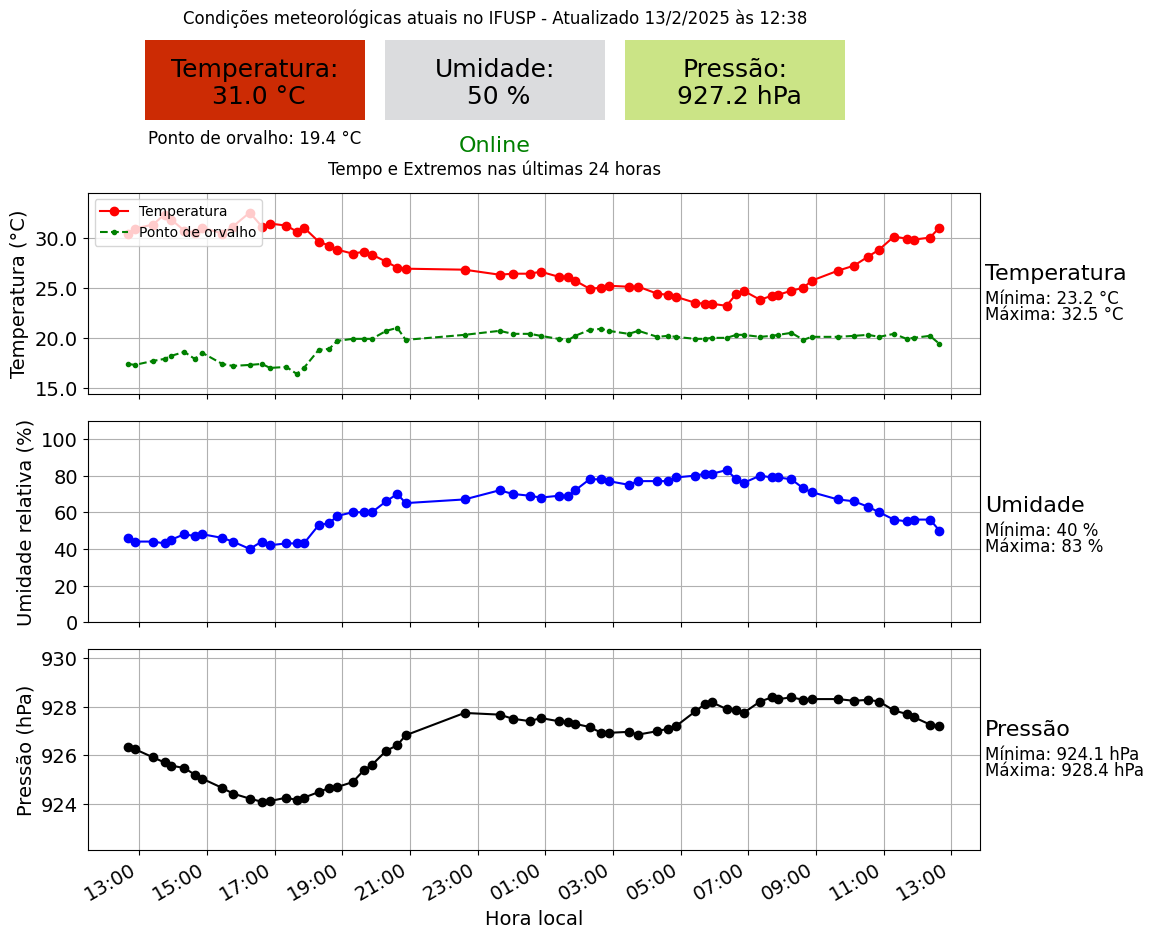 Condições meteorológicas atuais no IFUSP - Atualizado 13/2/2025 às 12:38
Temperatura:
31.0 °C
Umidade:
50 %
Pressão:
927.2 hPa
Ponto de orvalho: 19.4 °C
Online
Tempo e Extremos nas últimas 24 horas
Temperatura (°C)
30.0
25.0
20.0
15.0
Temperatura
Ponto de orvalho
Temperatura
Mínima: 23.2 °C
Máxima: 32.5 °C
Umidade relativa (%)
100
80
60
40
20
0
Umidade
Mínima: 40 %
Máxima: 83 %
Pressão (hPa)
930
928
926
924
Pressão
Mínima: 924.1 hPa
Máxima: 928.4 hPa
13:00 15:00 17:00 19:00 21:00 23:00 01:00 03:00 05:00 07:00 09:00 11:00 13:00
Hora local